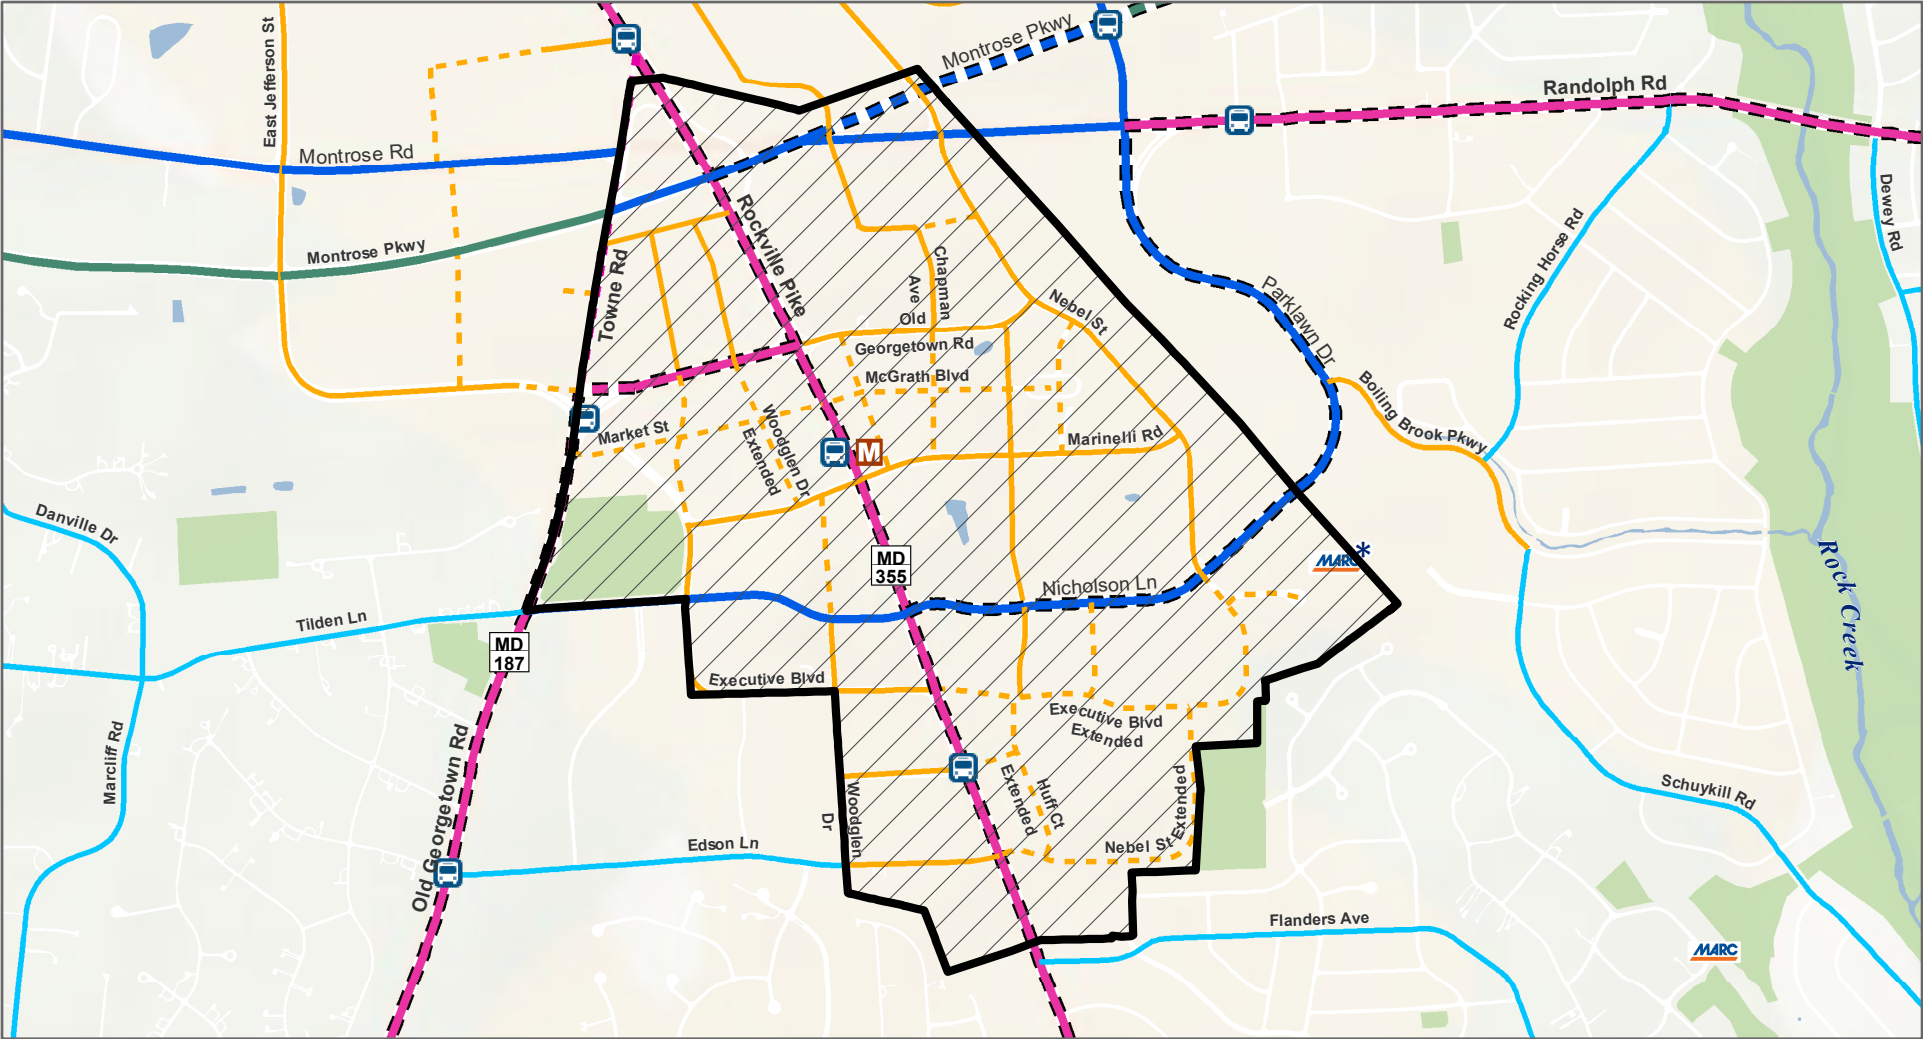 East Jefferson St
Montrose Pkwy
Randolph Rd
Montrose Rd
Montrose Pkwy
Rockville Pike
Towne Rd
Chapman
Ave
Old
Georgetown Rd
McGrath Blvd
Nebel St
Parklawn Dr
Rocking Horse Rd
Dewey Rd
Boiling Brook Pkwy
Market St
Woodglen Dr
Extended
M
Marinelli Rd
Danville Dr
MD
355
MARC*
Nicholson Ln
Rock Creek
Tilden Ln
MD
187
Executive Blvd
Executive Blvd
Extended
Marcliff Rd
Old Georgetown Rd
Woodglen
Dr
Huff Ct
Extended
Extended
Nebel St
Schuykill Rd
Edson Ln
Flanders Ave
MARC